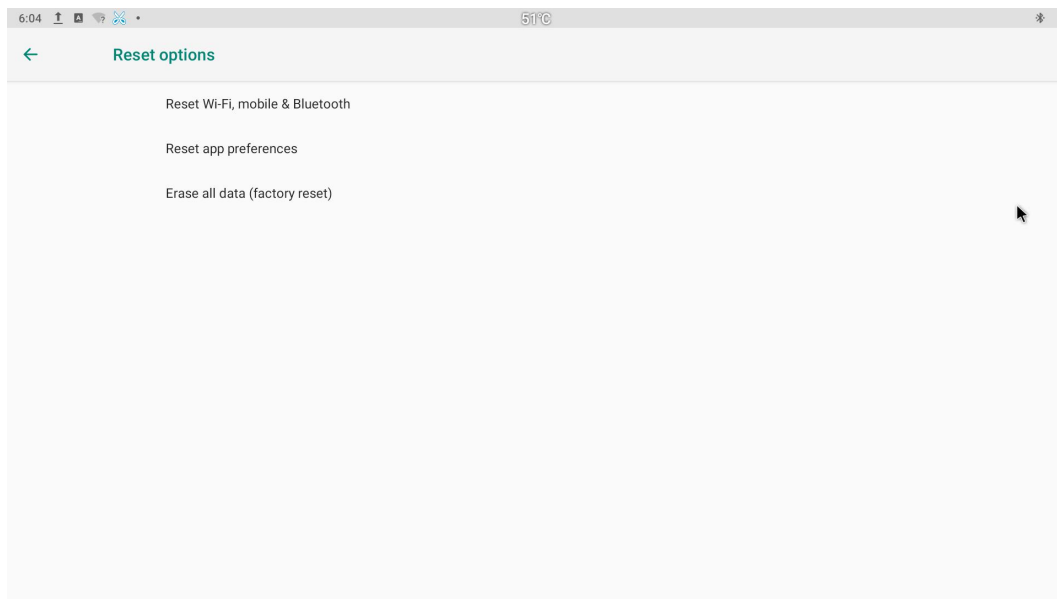 6:04
51°C
Reset options
Reset Wi-Fi, mobile & Bluetooth
Reset app preferences
Erase all data (factory reset)